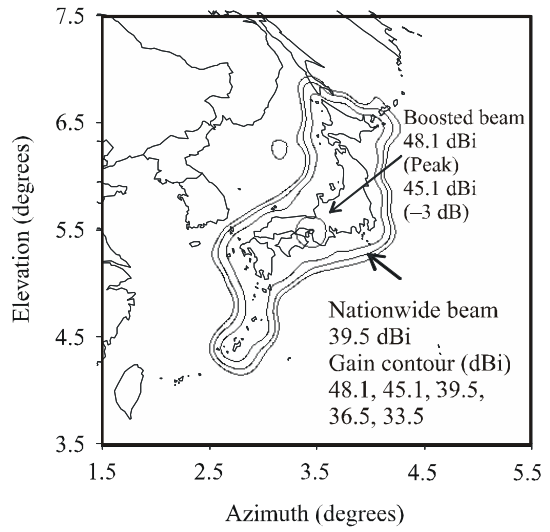 7.5
6.5
5.5
4.5
3.5
Elevation (degrees)
Boosted beam
48.1 dBi
(Peak)
45.1 dBi
(–3 dB)
Nationwide beam
39.5 dBi
Gain contour (dBi)
48.1, 45.1, 39.5,
36.5, 33.5
1.5 2.5 3.5 4.5 5.5
Azimuth (degrees)